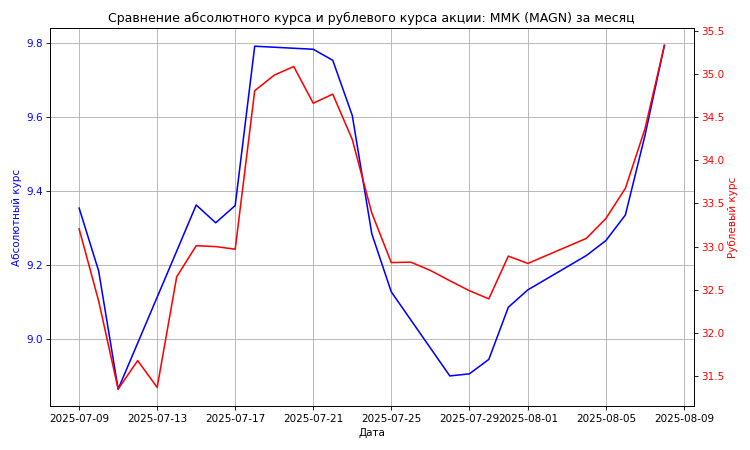 Сравнение абсолютного курса и рублевого курса акции: ММК (MAGN) за месяц
9.8
9.6
9.4
9.2
9.0
Абсолютный курс
35.5
35.0
34.5
34.0
33.5
33.0
32.5
32.0
31.5
Рублевый курс
2025-07-09 2025-07-13 2025-07-17 2025-07-21 2025-07-25 2025-07-29 2025-08-01 2025-08-05 2025-08-09
Дата